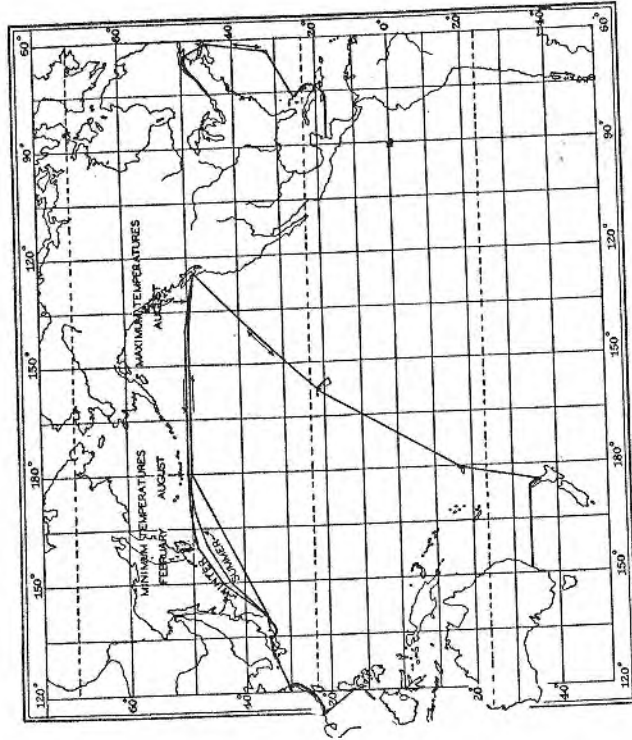 120° 150° 180° 150° 120° 90° 60°
60° 60°
MINIMUM TEMPERATURES MAXIMUM TEMPERATURES
FEBRUARY AUGUST AUGUST
WINTER
SUMMER
40° 40°
20° 20°
0°
20° 20°
40° 40°
120° 150° 180° 150° 120° 90° 60°